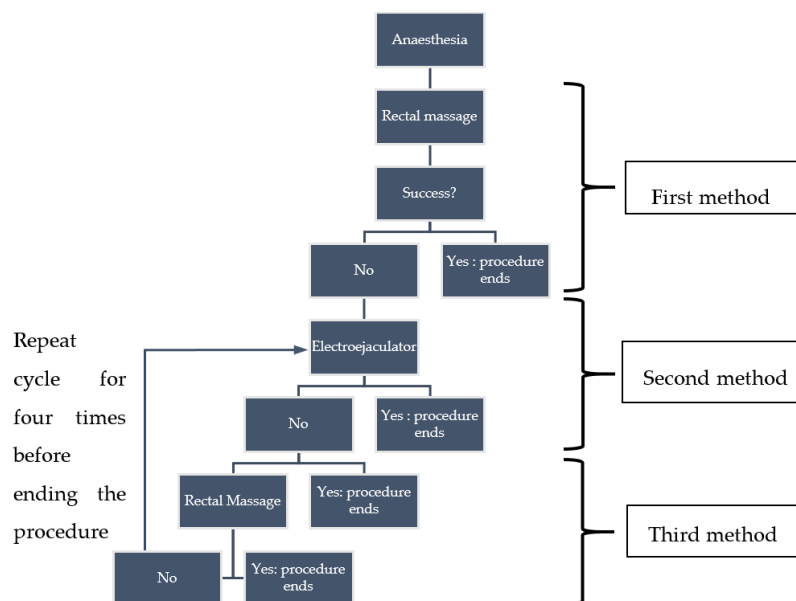 Anaesthesia
Rectal massage
Success?
First method
No
Yes : procedure
ends
Repeat
cycle for
four times
before
ending the
procedure
Electroejaculator
Second method
No
Yes : procedure
ends
Rectal Massage
Yes: procedure
ends
Third method
No
Yes: procedure
ends